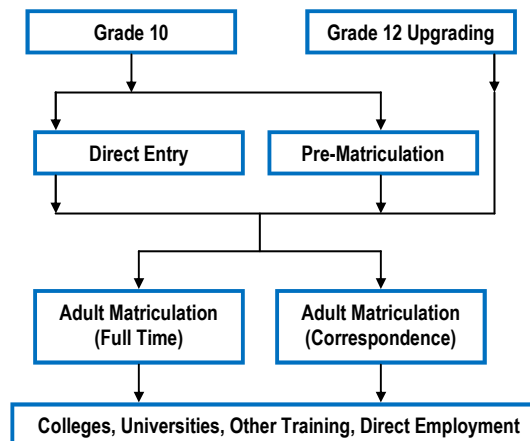 Grade 10
Grade 12 Upgrading
Direct Entry
Pre-Matriculation
Adult Matriculation
(Full Time)
Adult Matriculation
(Correspondence)
Colleges, Universities, Other Training, Direct Employment